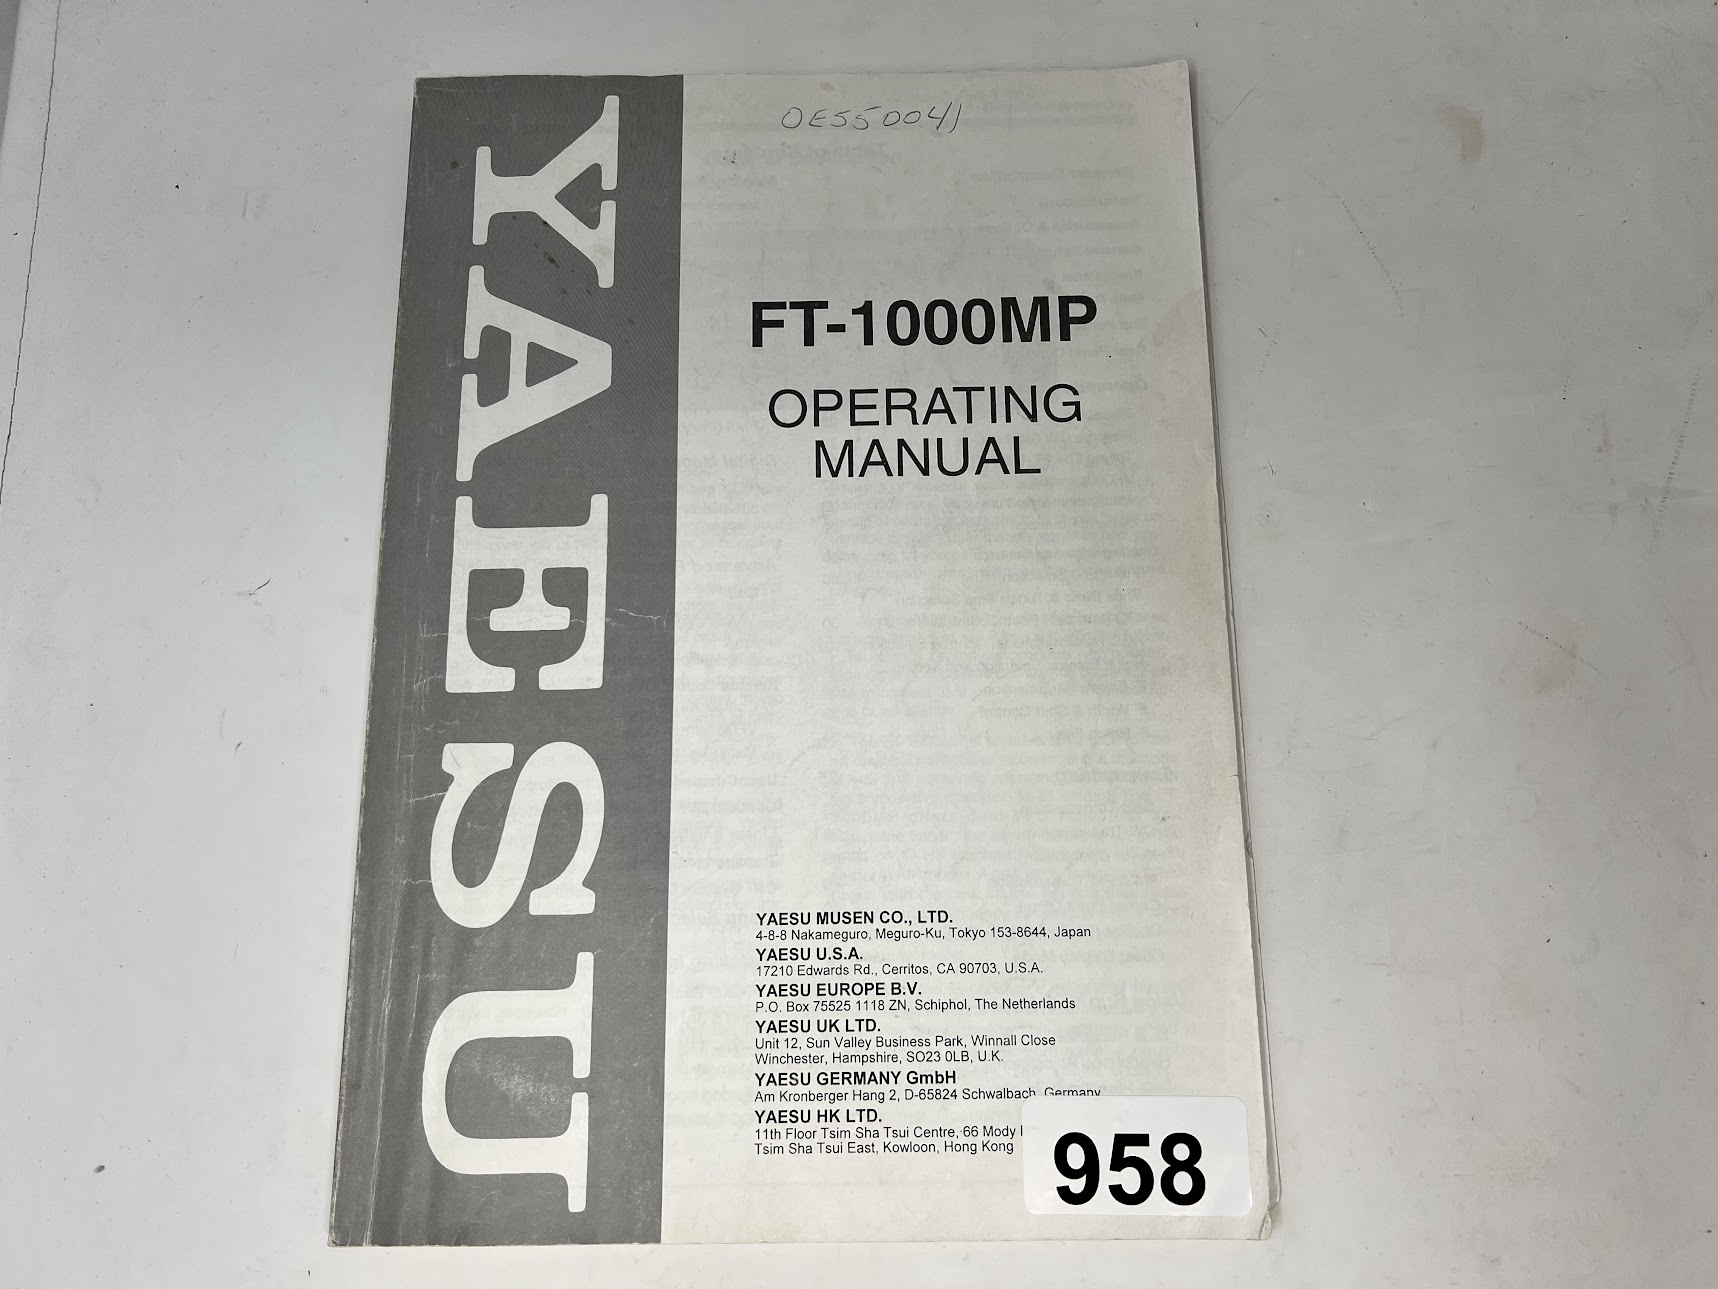 OE550041
YAESU
FT-1000MP
OPERATING
MANUAL
YAESU MUSEN CO., LTD.
4-8-8 Nakameguro, Meguro-Ku, Tokyo 153-8644, Japan
YAESU U.S.A.
17210 Edwards Rd., Cerritos, CA 90703, U.S.A.
YAESU EUROPE B.V.
P.O. Box 75525 1118 ZN, Schiphol, The Netherlands
YAESU UK LTD.
Unit 12, Sun Valley Business Park, Winnall Close
Winchester, Hampshire, SO23 0LB, U.K.
YAESU GERMANY GmbH
Am Kronberger Hang 2, D-65824 Schwalbach, Germany
YAESU HK LTD.
11th Floor Tsim Sha Tsui Centre, 66 Mody
Tsim Sha Tsui East, Kowloon, Hong Kong
958